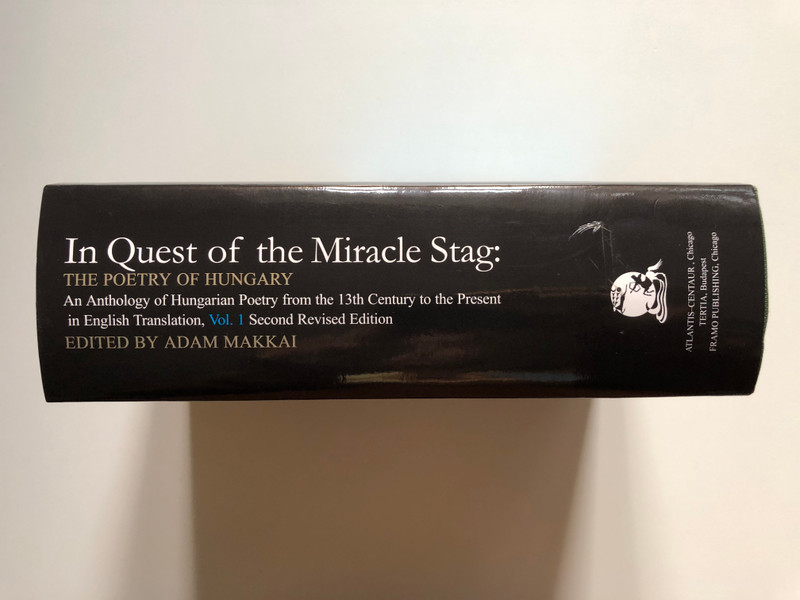 In Quest of the Miracle Stag:
THE POETRY OF HUNGARY
An Anthology of Hungarian Poetry from the 13th Century to the Present
in English Translation, Vol. 1 Second Revised Edition
EDITED BY ADAM MAKKAI
ATLANTIS-CENTAUR , Chicago
TERTIA, Budapest
FRAMO PUBLISHING, Chicago